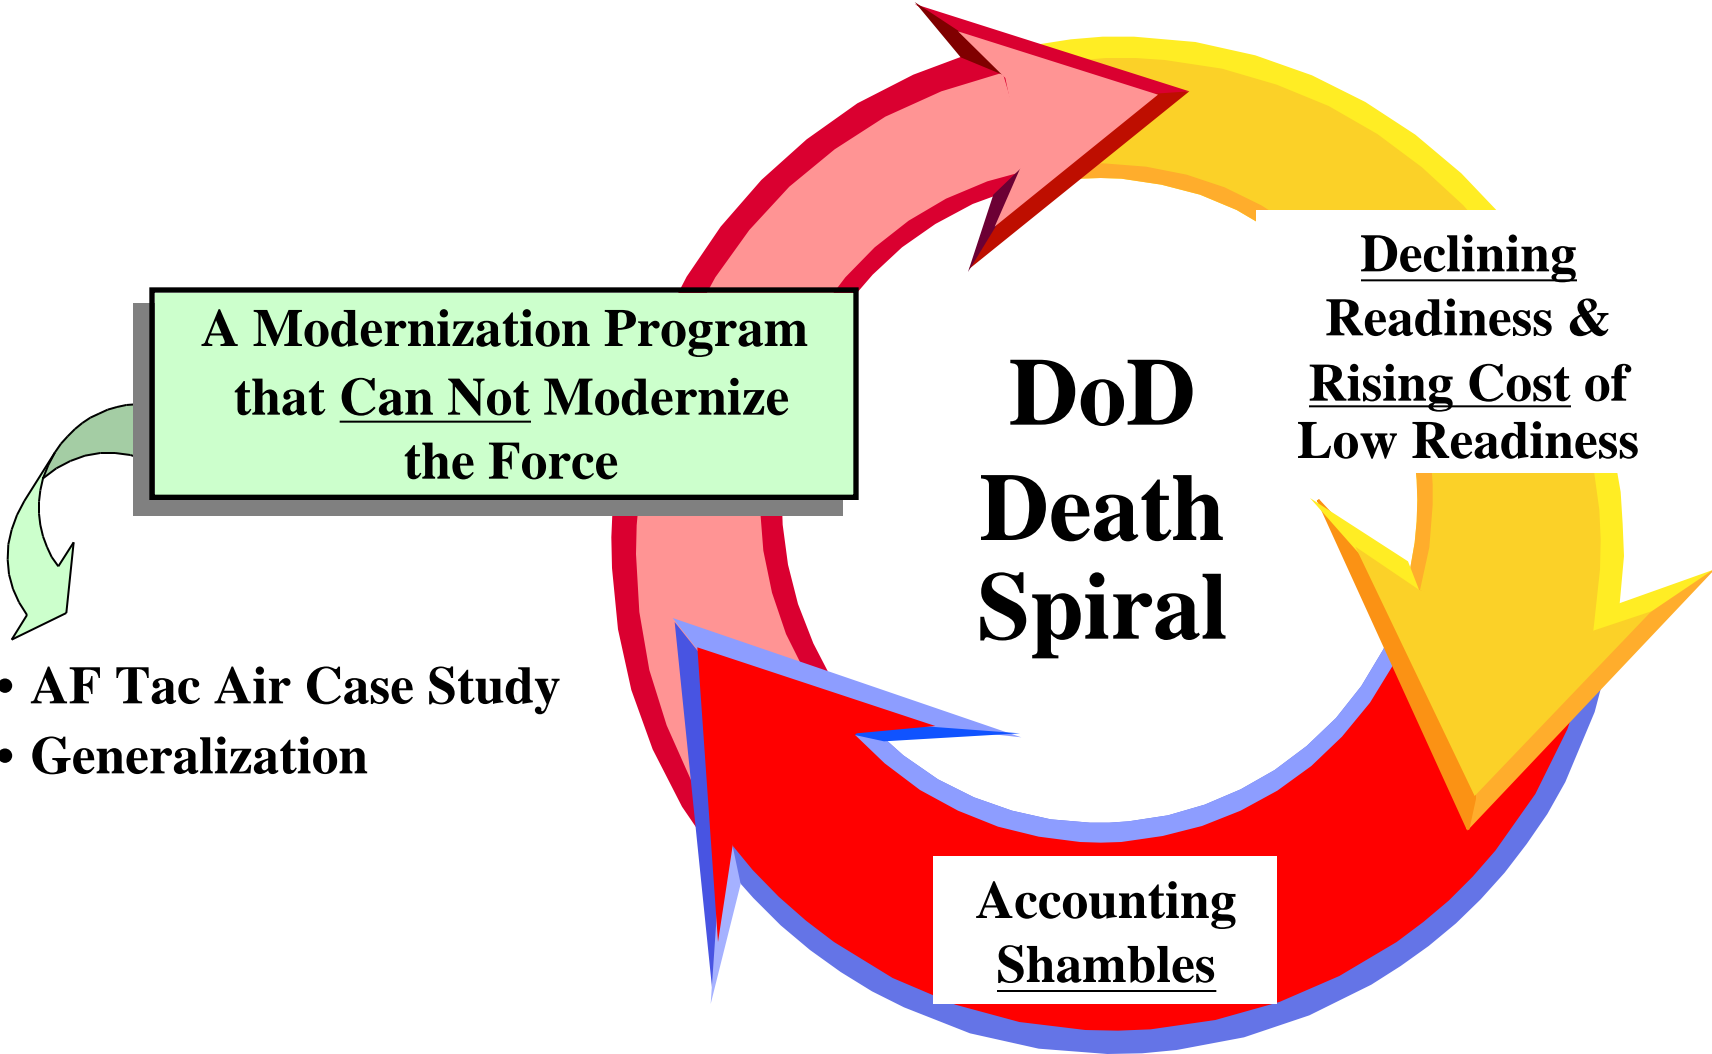 A Modernization Program
that Can Not Modernize
the Force
DoD
Death
Spiral
Declining
Readiness &
Rising Cost of
Low Readiness
Accounting
Shambles
• AF Tac Air Case Study
• Generalization